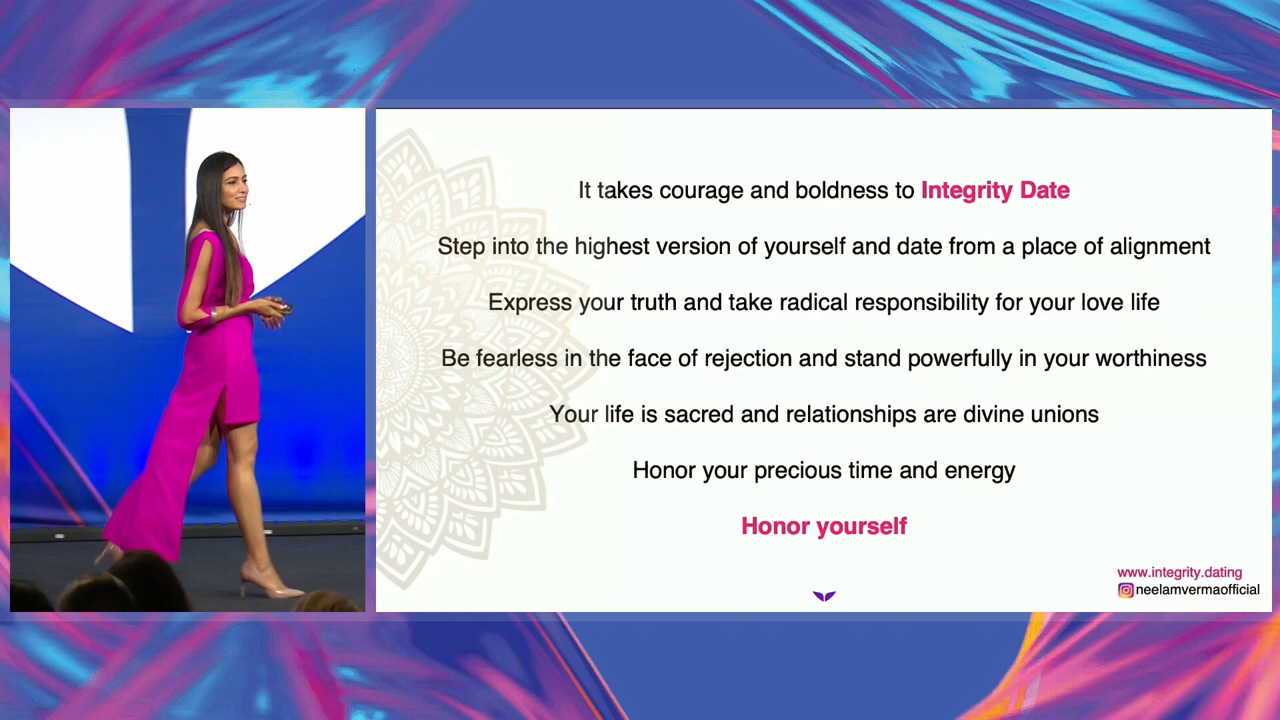 It takes courage and boldness to Integrity Date
Step into the highest version of yourself and date from a place of alignment
Express your truth and take radical responsibility for your love life
Be fearless in the face of rejection and stand powerfully in your worthiness
Your life is sacred and relationships are divine unions
Honor your precious time and energy
Honor yourself
www.integrity.dating
neelamvermaofficial